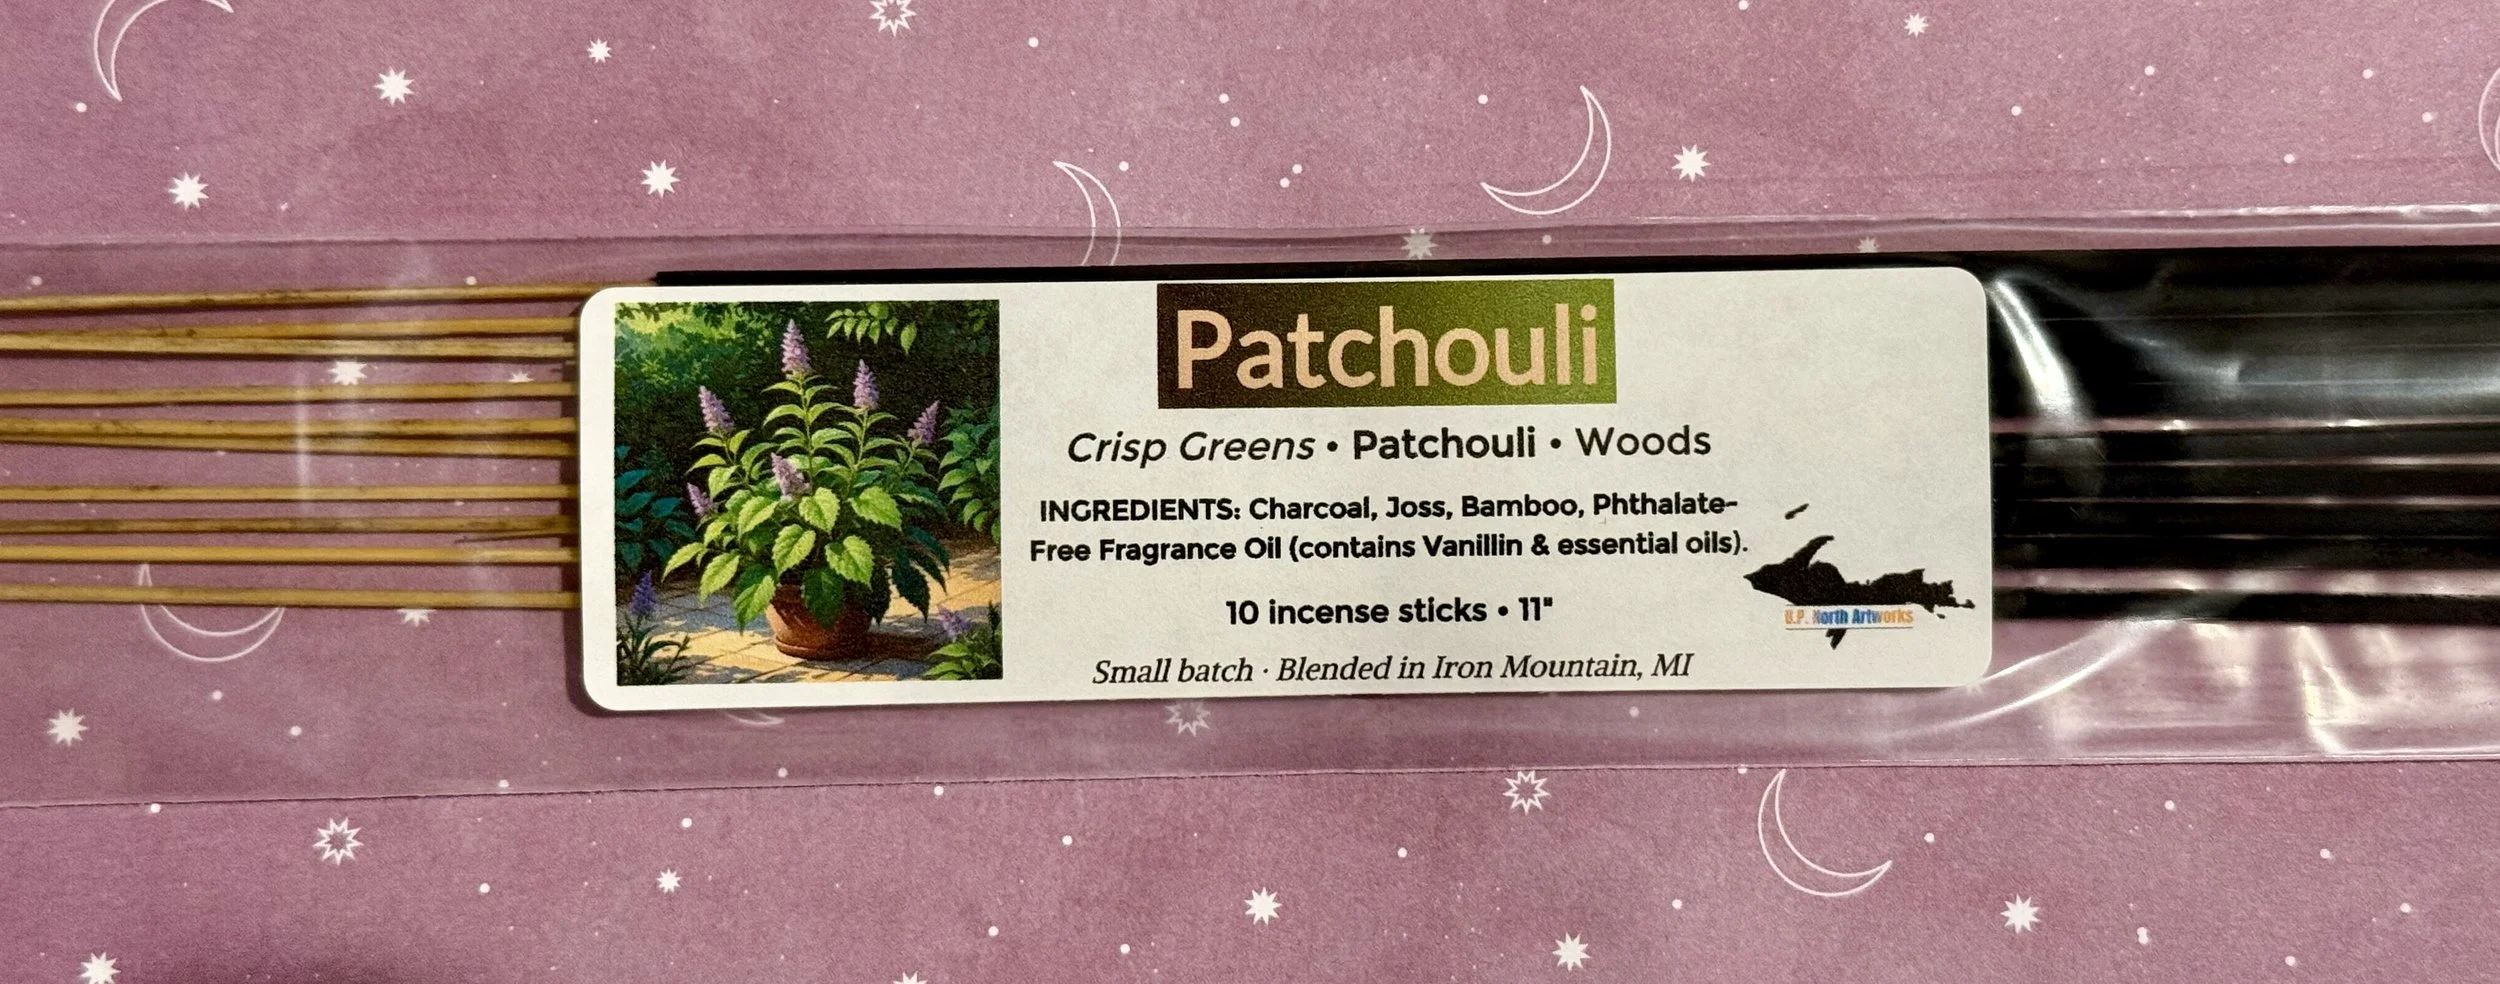 Patchouli
Crisp Greens • Patchouli • Woods
INGREDIENTS: Charcoal, Joss, Bamboo, Phthalate-
Free Fragrance Oil (contains Vanillin & essential oils).
10 incense sticks • 11"
U.P. North Artworks
Small batch · Blended in Iron Mountain, MI